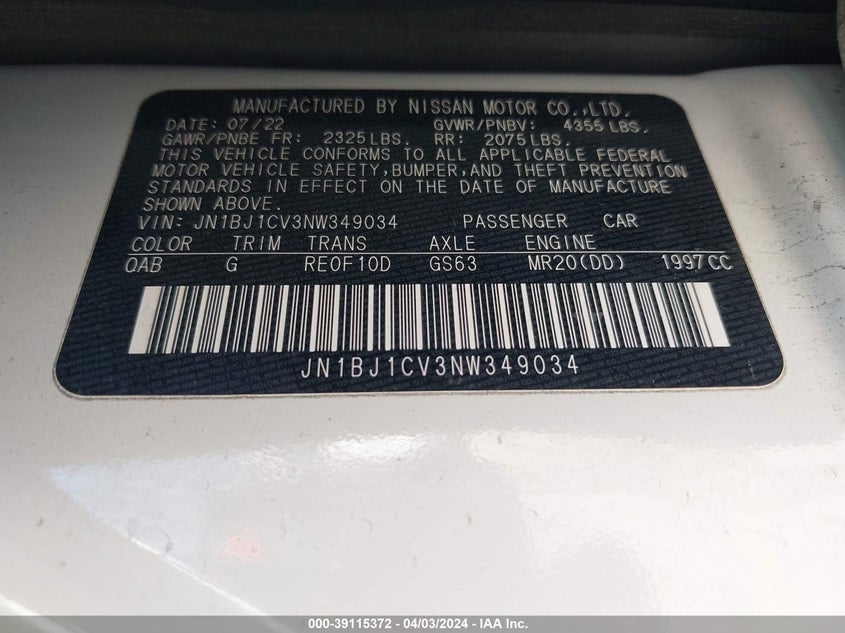 MANUFACTURED BY NISSAN MOTOR CO.,LTD.
DATE: 07/22 GVWR/PNBV: 4355 LBS.
GAWR/PNBE FR: 2325 LBS. RR: 2075 LBS.
THIS VEHICLE CONFORMS TO ALL APPLICABLE FEDERAL
MOTOR VEHICLE SAFETY, BUMPER, AND THEFT PREVENTION
STANDARDS IN EFFECT ON THE DATE OF MANUFACTURE
SHOWN ABOVE.
VIN: JN1BJ1CV3NW349034 PASSENGER CAR
COLOR TRIM TRANS AXLE ENGINE
QAB G RE0F10D GS63 MR20(DD) 1997CC
JN1BJ1CV3NW349034
000-39115372 - 04/03/2024 - IAA Inc.